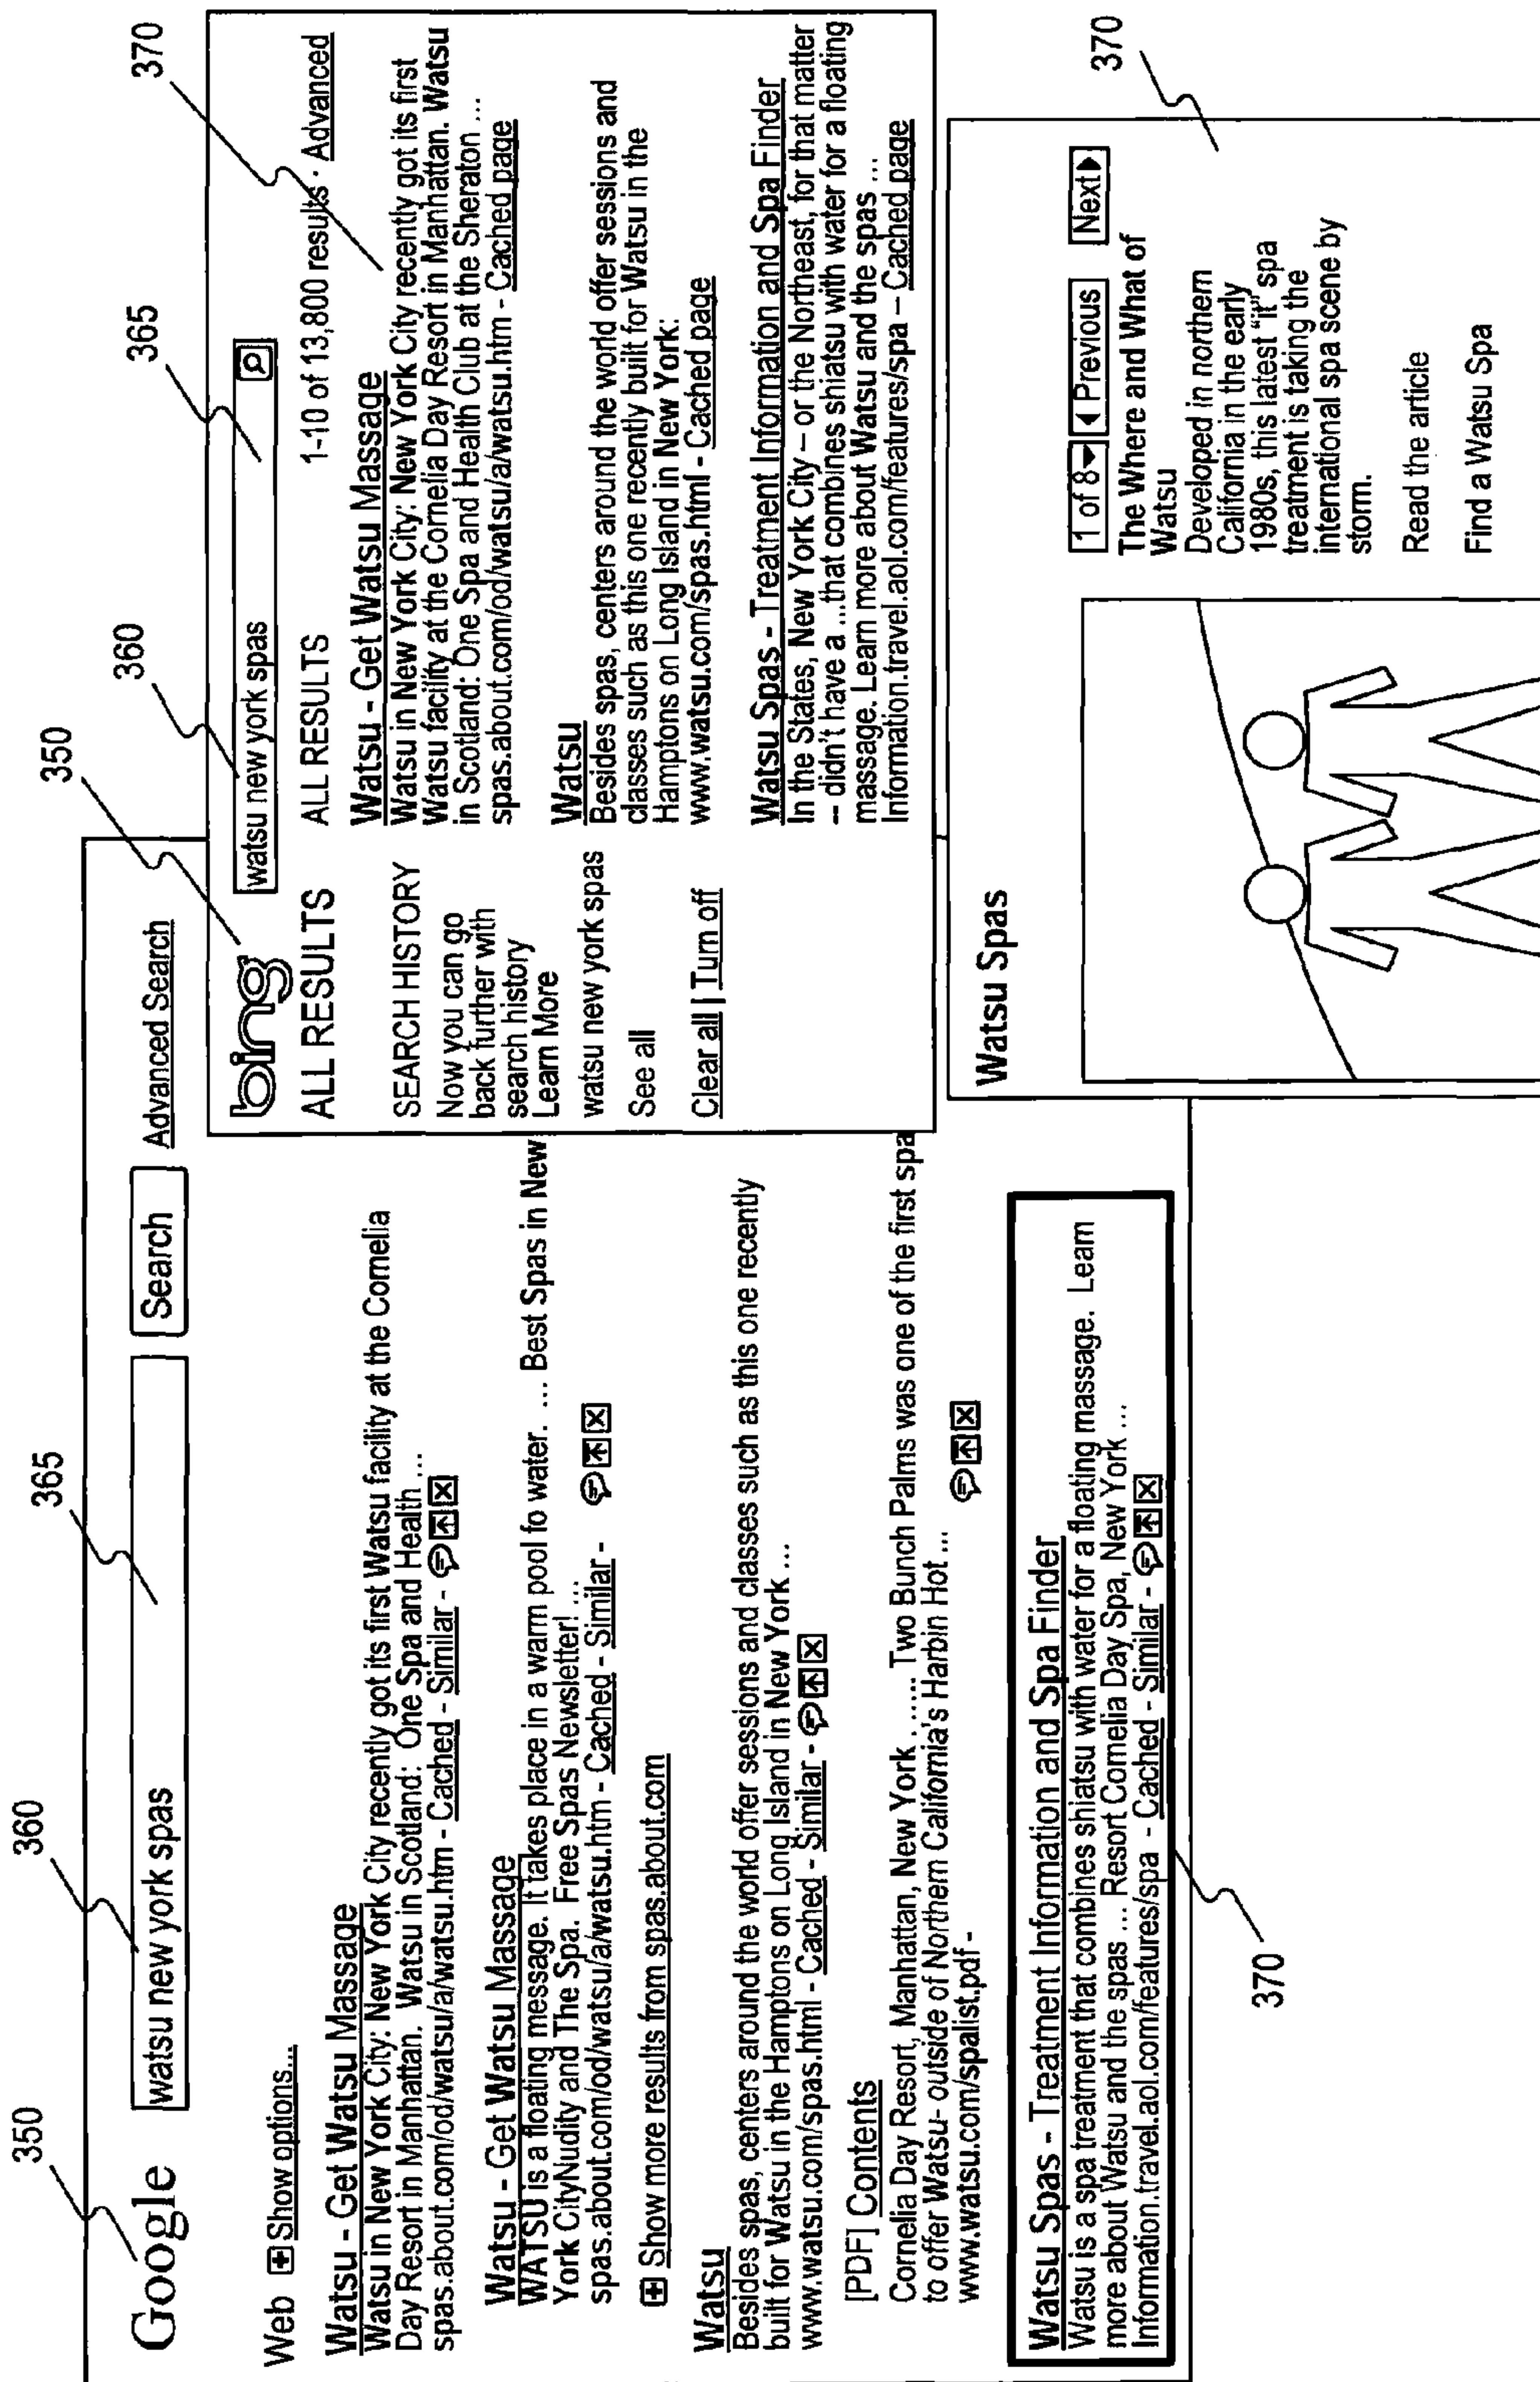 350
360
365
Google
watsu new york spas
Search
Advanced Search
Web + Show options...
Watsu - Get Watsu Massage
Watsu in New York City: New York City recently got its first Watsu facility at the Cornelia
Day Resort in Manhattan. Watsu in Scotland: One Spa and Health ...
spas.about.com/od/watsu/a/watsu.htm - Cached - Similar -
Watsu - Get Watsu Massage
WATSU is a floating message. It takes place in a warm pool fo water. ... Best Spas in New
York CityNudity and The Spa. Free Spas Newsletter! ...
spas.about.com/od/watsu/a/watsu.htm - Cached - Similar -
+ Show more results from spas.about.com
Watsu
Besides spas, centers around the world offer sessions and classes such as this one recently
built for Watsu in the Hamptons on Long Island in New York ...
www.watsu.com/spas.html - Cached - Similar -
[PDF] Contents
Cornelia Day Resort, Manhattan, New York ...... Two Bunch Palms was one of the first spa
to offer Watsu- outside of Northern California's Harbin Hot ...
www.watsu.com/spalist.pdf -
Watsu Spas - Treatment Information and Spa Finder
Watsu is a spa treatment that combines shiatsu with water for a floating massage. Learn
more about Watsu and the spas ... Resort Cornelia Day Spa, New York ...
Information.travel.aol.com/features/spa - Cached - Similar -
370
350
360
365
370
bing
watsu new york spas
ALL RESULTS
SEARCH HISTORY
Now you can go
back further with
search history
Learn More
watsu new york spas
See all
Clear all | Turn off
ALL RESULTS
1-10 of 13,800 results · Advanced
Watsu - Get Watsu Massage
Watsu in New York City: New York City recently got its first
Watsu facility at the Cornelia Day Resort in Manhattan. Watsu
in Scotland: One Spa and Health Club at the Sheraton ...
spas.about.com/od/watsu/a/watsu.htm - Cached page
Watsu
Besides spas, centers around the world offer sessions and
classes such as this one recently built for Watsu in the
Hamptons on Long Island in New York:
www.watsu.com/spas.html - Cached page
Watsu Spas - Treatment Information and Spa Finder
In the States, New York City – or the Northeast, for that matter
-- didn't have a ...that combines shiatsu with water for a floating
massage. Learn more about Watsu and the spas ...
Information.travel.aol.com/features/spa – Cached page
370
Watsu Spas
1 of 8 Previous Next
The Where and What of
Watsu
Developed in northern
California in the early
1980s, this latest "it" spa
treatment is taking the
international spa scene by
storm.
Read the article
Find a Watsu Spa